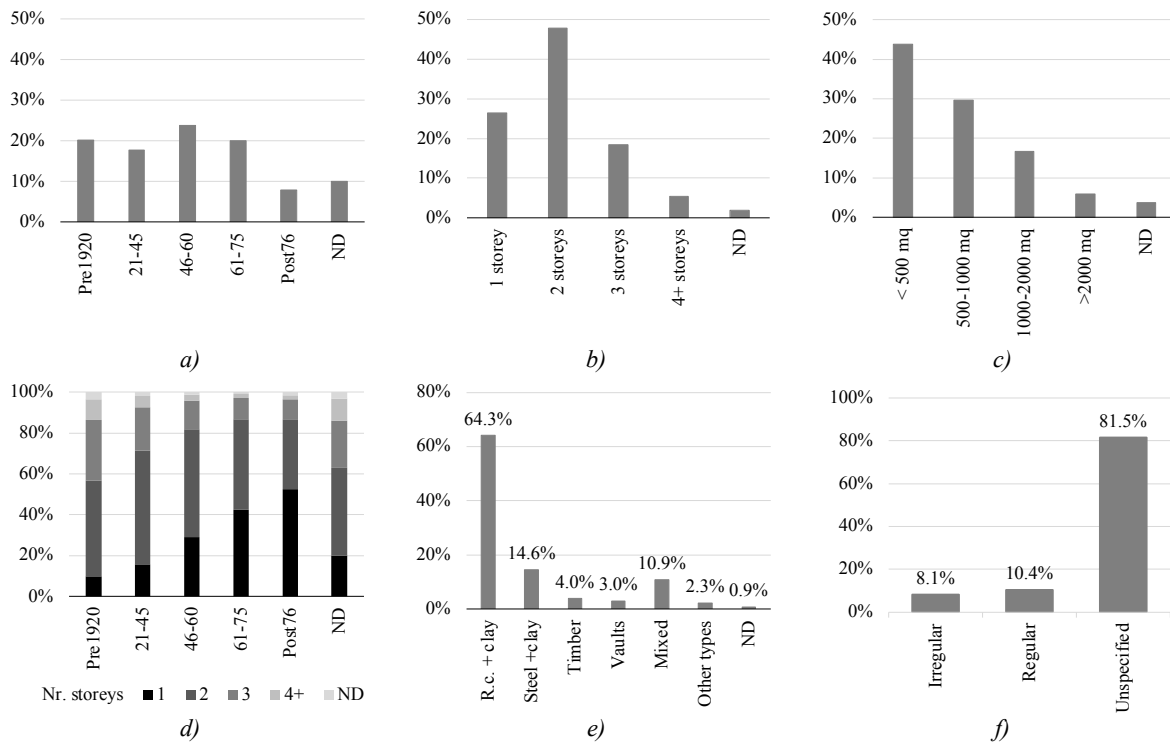 50%
40%
30%
20%
10%
0%
Pre1920
21-45
46-60
61-75
Post76
ND
a)
50%
40%
30%
20%
10%
0%
1 storey
2 storeys
3 storeys
4+ storeys
ND
b)
50%
40%
30%
20%
10%
0%
< 500 mq
500-1000 mq
1000-2000 mq
>2000 mq
ND
c)
100%
80%
60%
40%
20%
0%
Pre1920
21-45
46-60
61-75
Post76
ND
Nr. storeys 1 2 3 4+ ND
d)
80%
60%
40%
20%
0%
64.3%
14.6%
4.0%
3.0%
10.9%
2.3%
0.9%
R.c. + clay
Steel +clay
Timber
Vaults
Mixed
Other types
ND
e)
100%
80%
60%
40%
20%
0%
8.1%
10.4%
81.5%
Irregular
Regular
Unspecified
f)